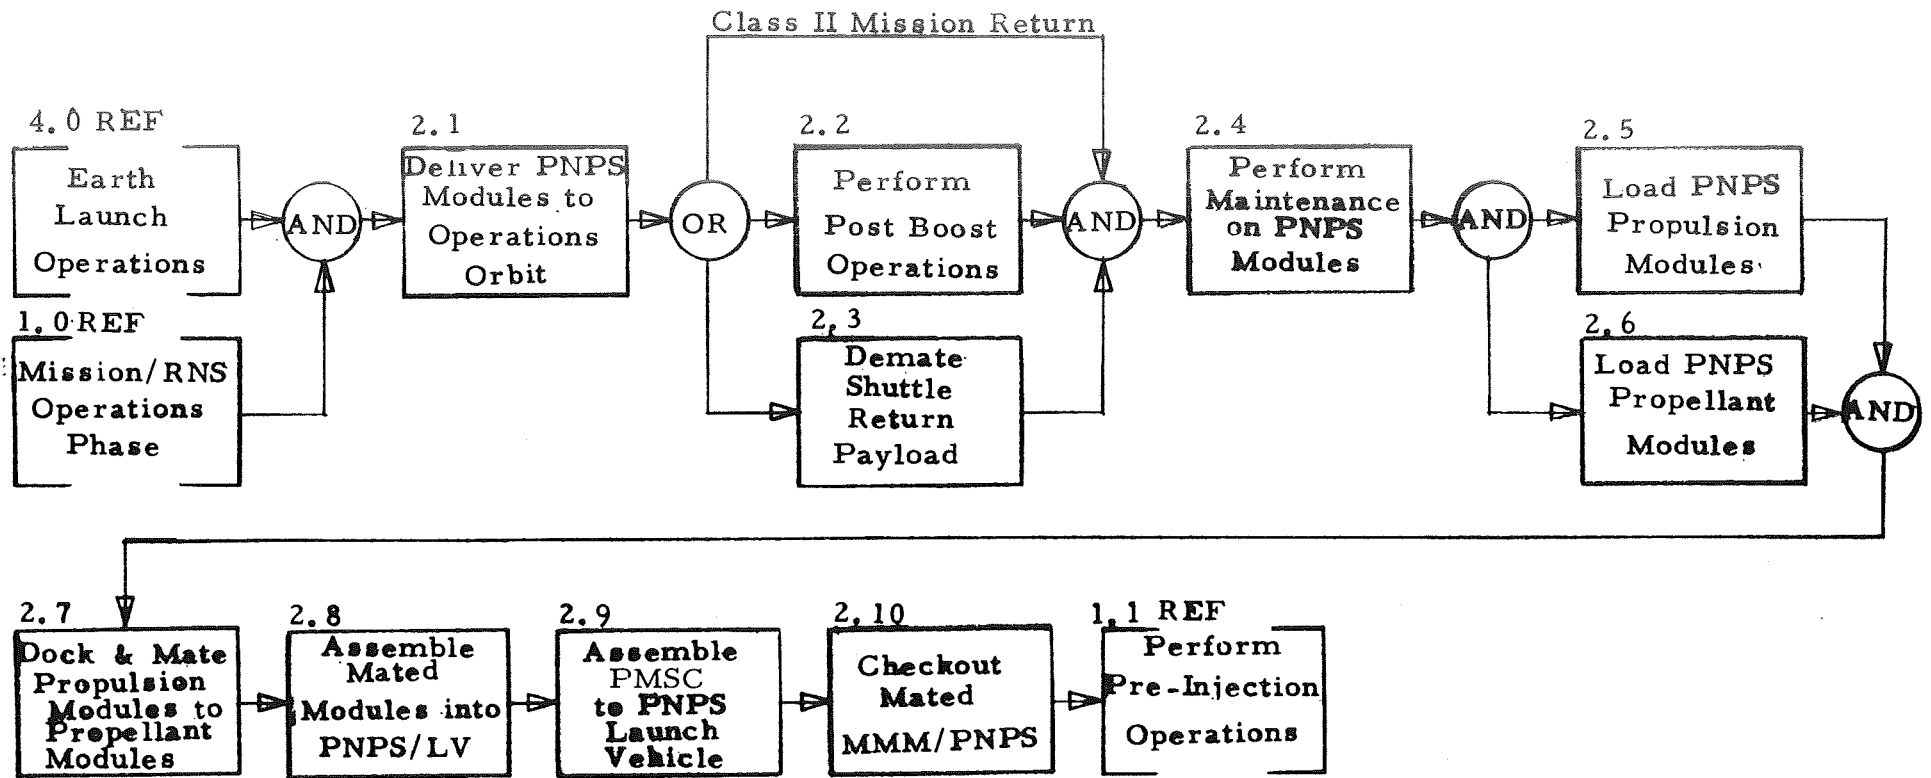 Class II Mission Return
4.0 REF
Earth
Launch
Operations
1.0 REF
Mission/RNS
Operations
Phase
AND
2.1
Deliver PNPS
Modules to
Operations
Orbit
OR
2.2
Perform
Post Boost
Operations
2.3
Demate
Shuttle
Return
Payload
AND
2.4
Perform
Maintenance
on PNPS
Modules
AND
2.5
Load PNPS
Propulsion
Modules
2.6
Load PNPS
Propellant
Modules
AND
2.7
Dock & Mate
Propulsion
Modules to
Propellant
Modules
2.8
Assemble
Mated
Modules into
PNPS/LV
2.9
Assemble
PMSC
to PNPS
Launch
Vehicle
2.10
Checkout
Mated
MMM/PNPS
1.1 REF
Perform
Pre-Injection
Operations